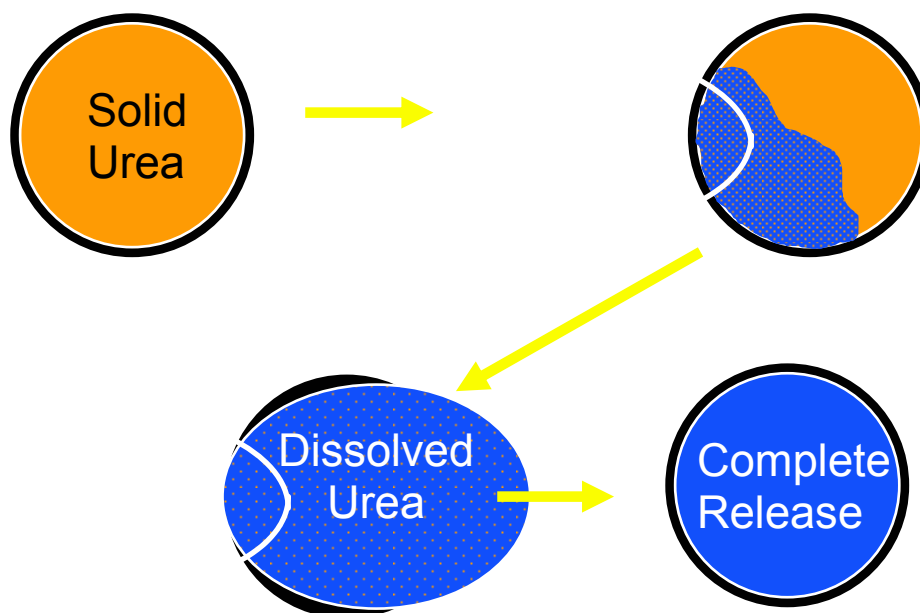 Solid
Urea
Dissolved
Urea
Complete
Release